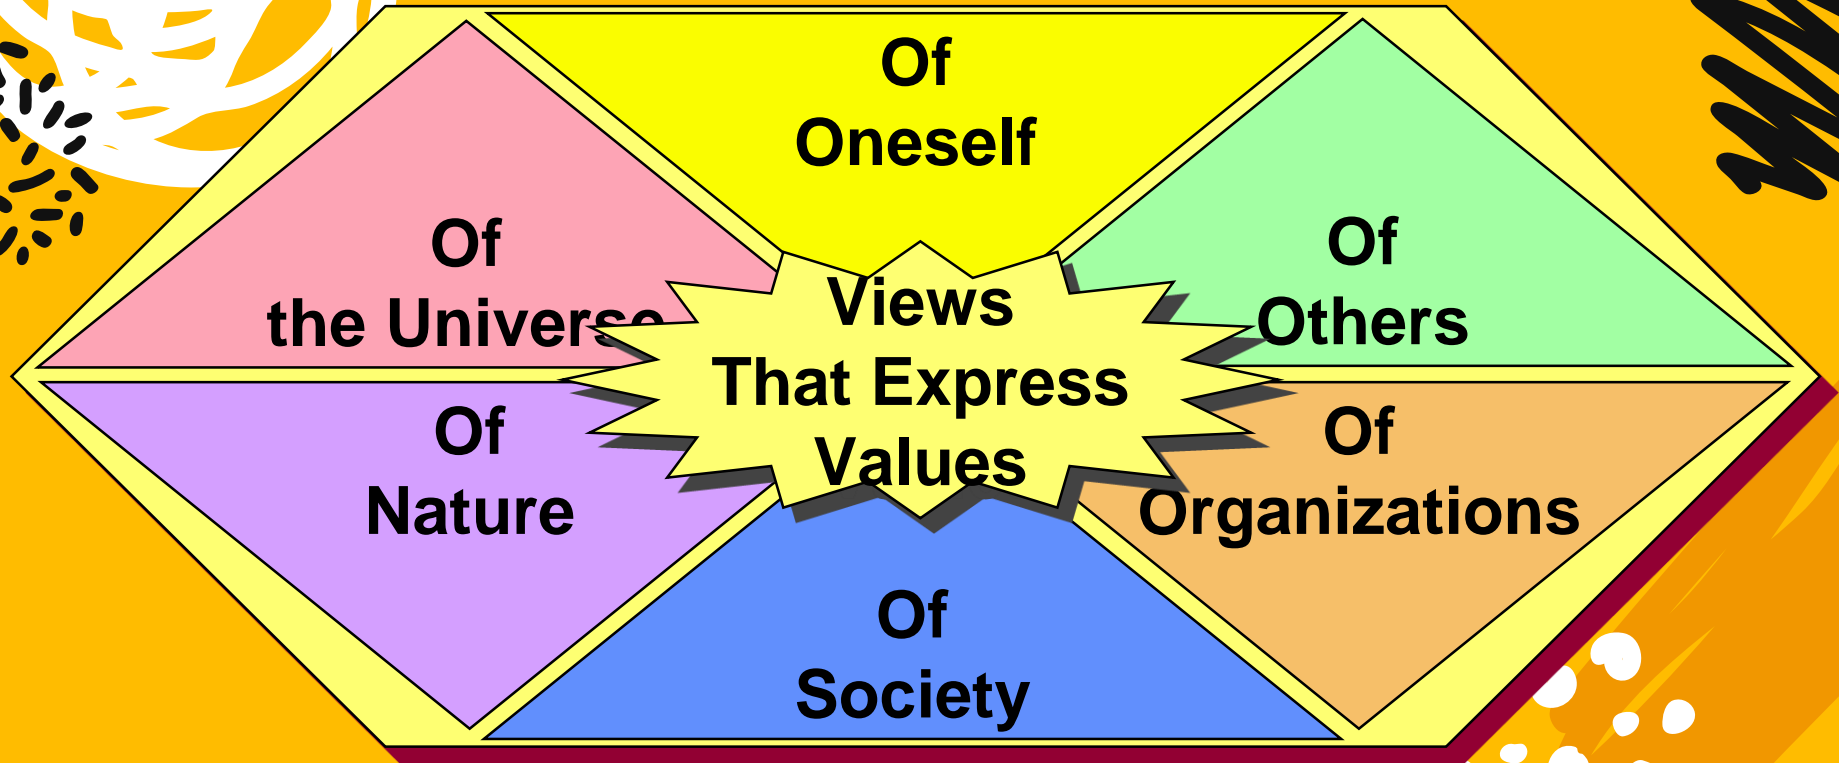 Of
Oneself
Of
the Universe
Of
Others
Views
That Express
Values
Of
Nature
Of
Organizations
Of
Society